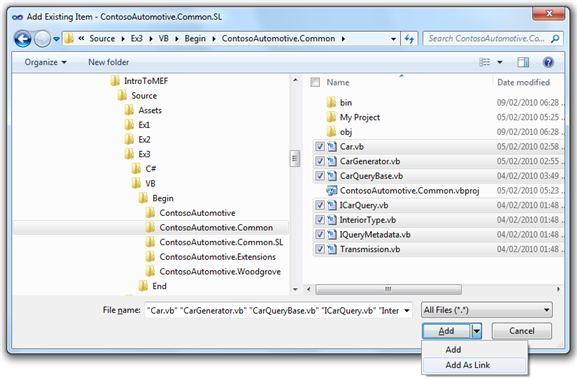 Add Existing Item - ContosoAutomotive.Common.SL
« Source ▸ Ex3 ▸ VB ▸ Begin ▸ ContosoAutomotive.Common ▸
Search ContosoAutomotive.Co...
Organize ▾ New folder
IntroToMEF
Source
Assets
Ex1
Ex2
Ex3
C#
VB
Begin
ContosoAutomotive
ContosoAutomotive.Common
ContosoAutomotive.Common.SL
ContosoAutomotive.Extensions
ContosoAutomotive.Woodgrove
End
Name Date modified
bin 09/02/2010 06:28 ..
My Project 05/02/2010 05:25 ..
obj 09/02/2010 06:28 ..
Car.vb 05/02/2010 02:58 ..
CarGenerator.vb 05/02/2010 02:55 ..
CarQueryBase.vb 04/02/2010 03:49 ..
ContosoAutomotive.Common.vbproj 05/02/2010 05:23 ..
ICarQuery.vb 04/02/2010 01:48 ..
InteriorType.vb 04/02/2010 01:48 ..
IQueryMetadata.vb 04/02/2010 01:48 ..
Transmission.vb 04/02/2010 01:48 ..
File name: "Car.vb" "CarGenerator.vb" "CarQueryBase.vb" "ICarQuery.vb" "Inter
All Files (*.*)
Add Cancel
Add
Add As Link